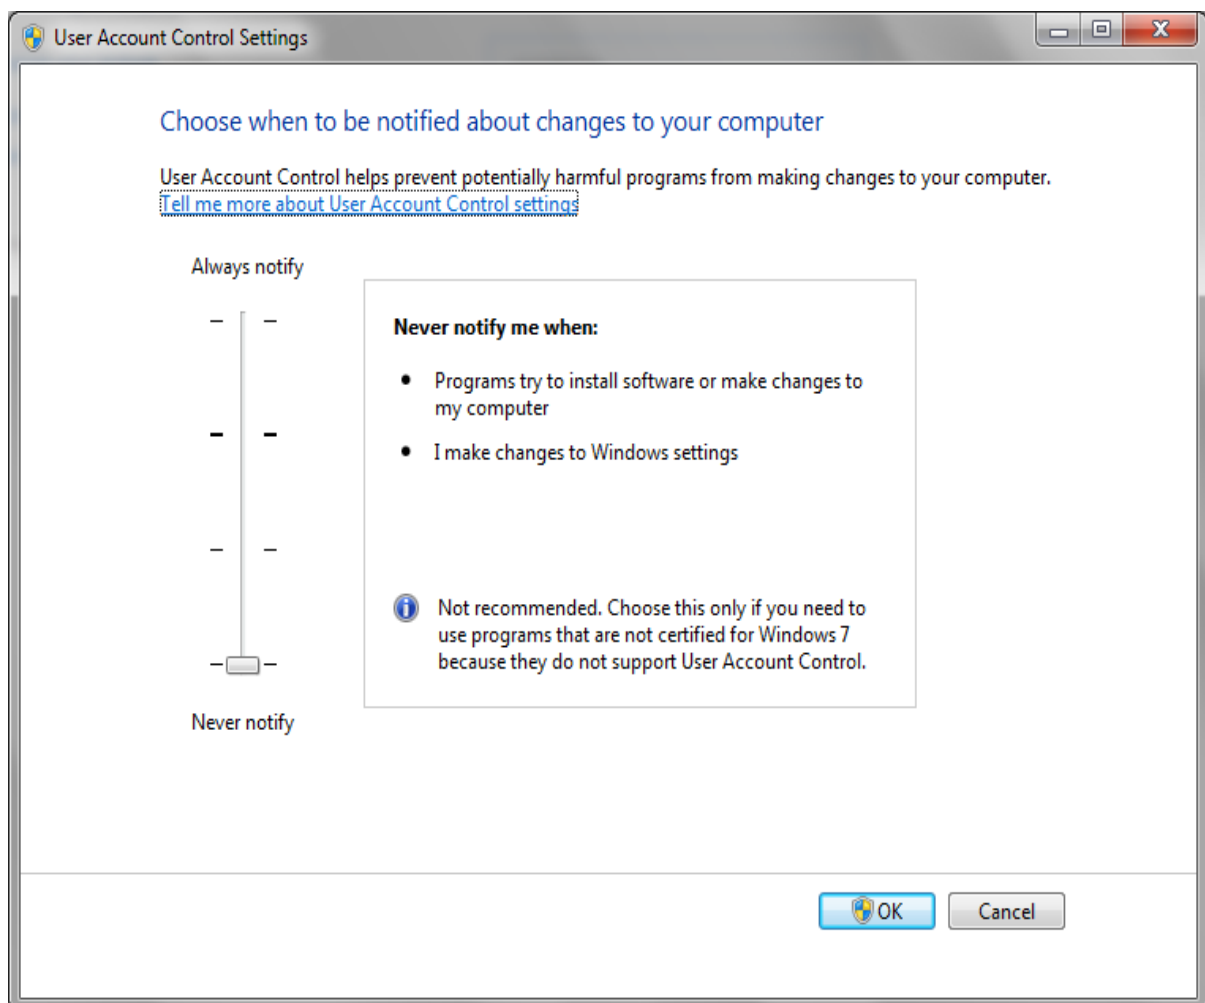 User Account Control Settings
Choose when to be notified about changes to your computer
User Account Control helps prevent potentially harmful programs from making changes to your computer.
Tell me more about User Account Control settings
Always notify
Never notify me when:
• Programs try to install software or make changes to
my computer
• I make changes to Windows settings
Not recommended. Choose this only if you need to
use programs that are not certified for Windows 7
because they do not support User Account Control.
Never notify
OK
Cancel